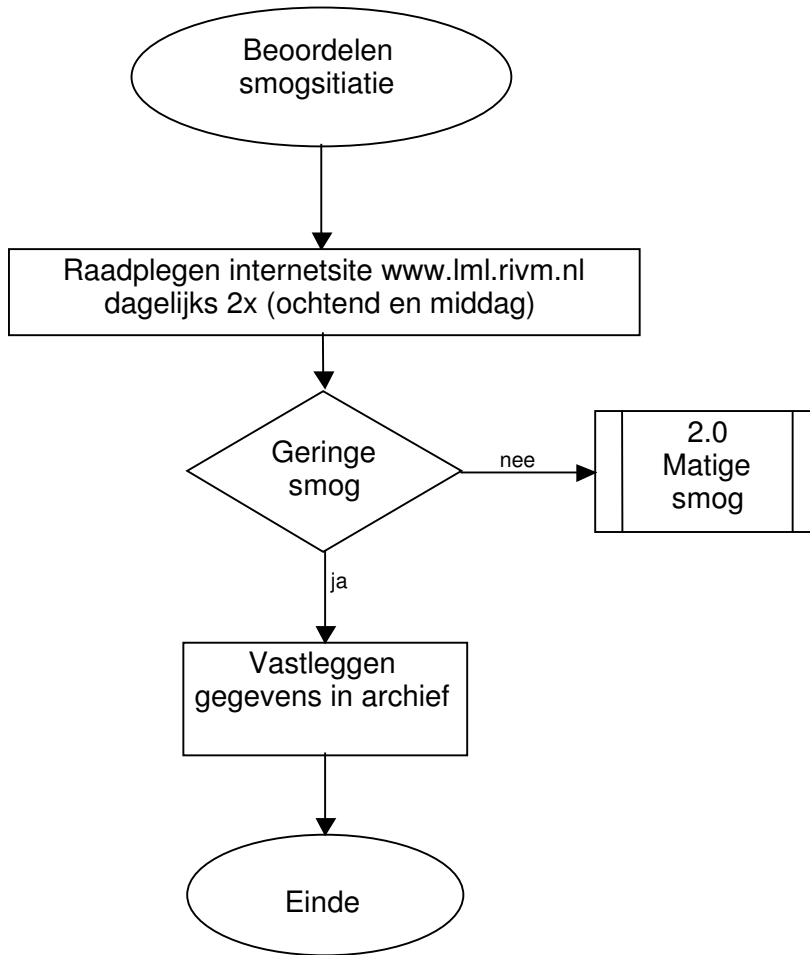 Beoordelen
smogsitiatie
Raadplegen internetsite www.lml.rivm.nl
dagelijks 2x (ochtend en middag)
Geringe
smog
nee
2.0
Matige
smog
ja
Vastleggen
gegevens in archief
Einde